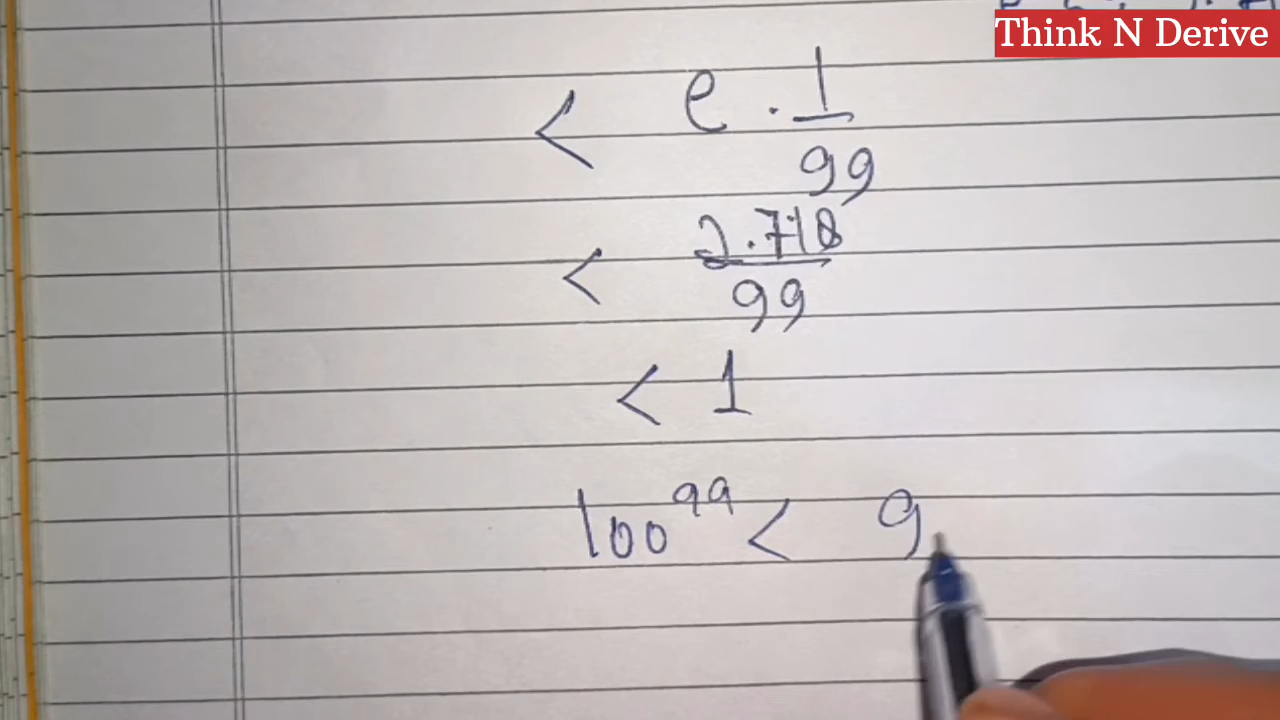 Think N Derive
< e . 1/99
< 2.718/99
< 1
100^99 < 9